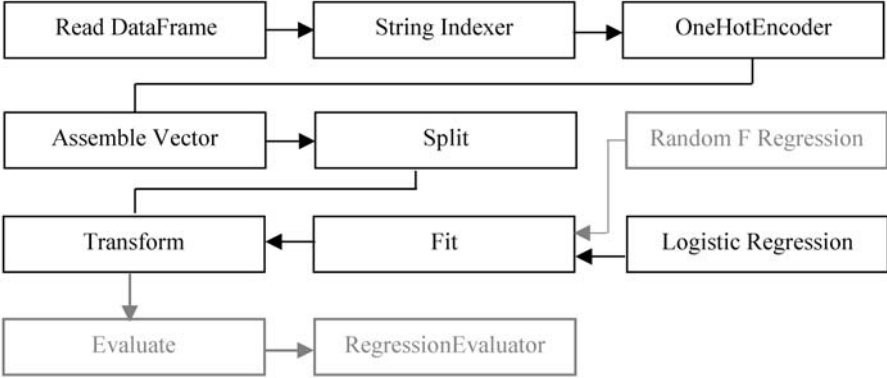 Read DataFrame
String Indexer
OneHotEncoder
Assemble Vector
Split
Random F Regression
Transform
Fit
Logistic Regression
Evaluate
RegressionEvaluator